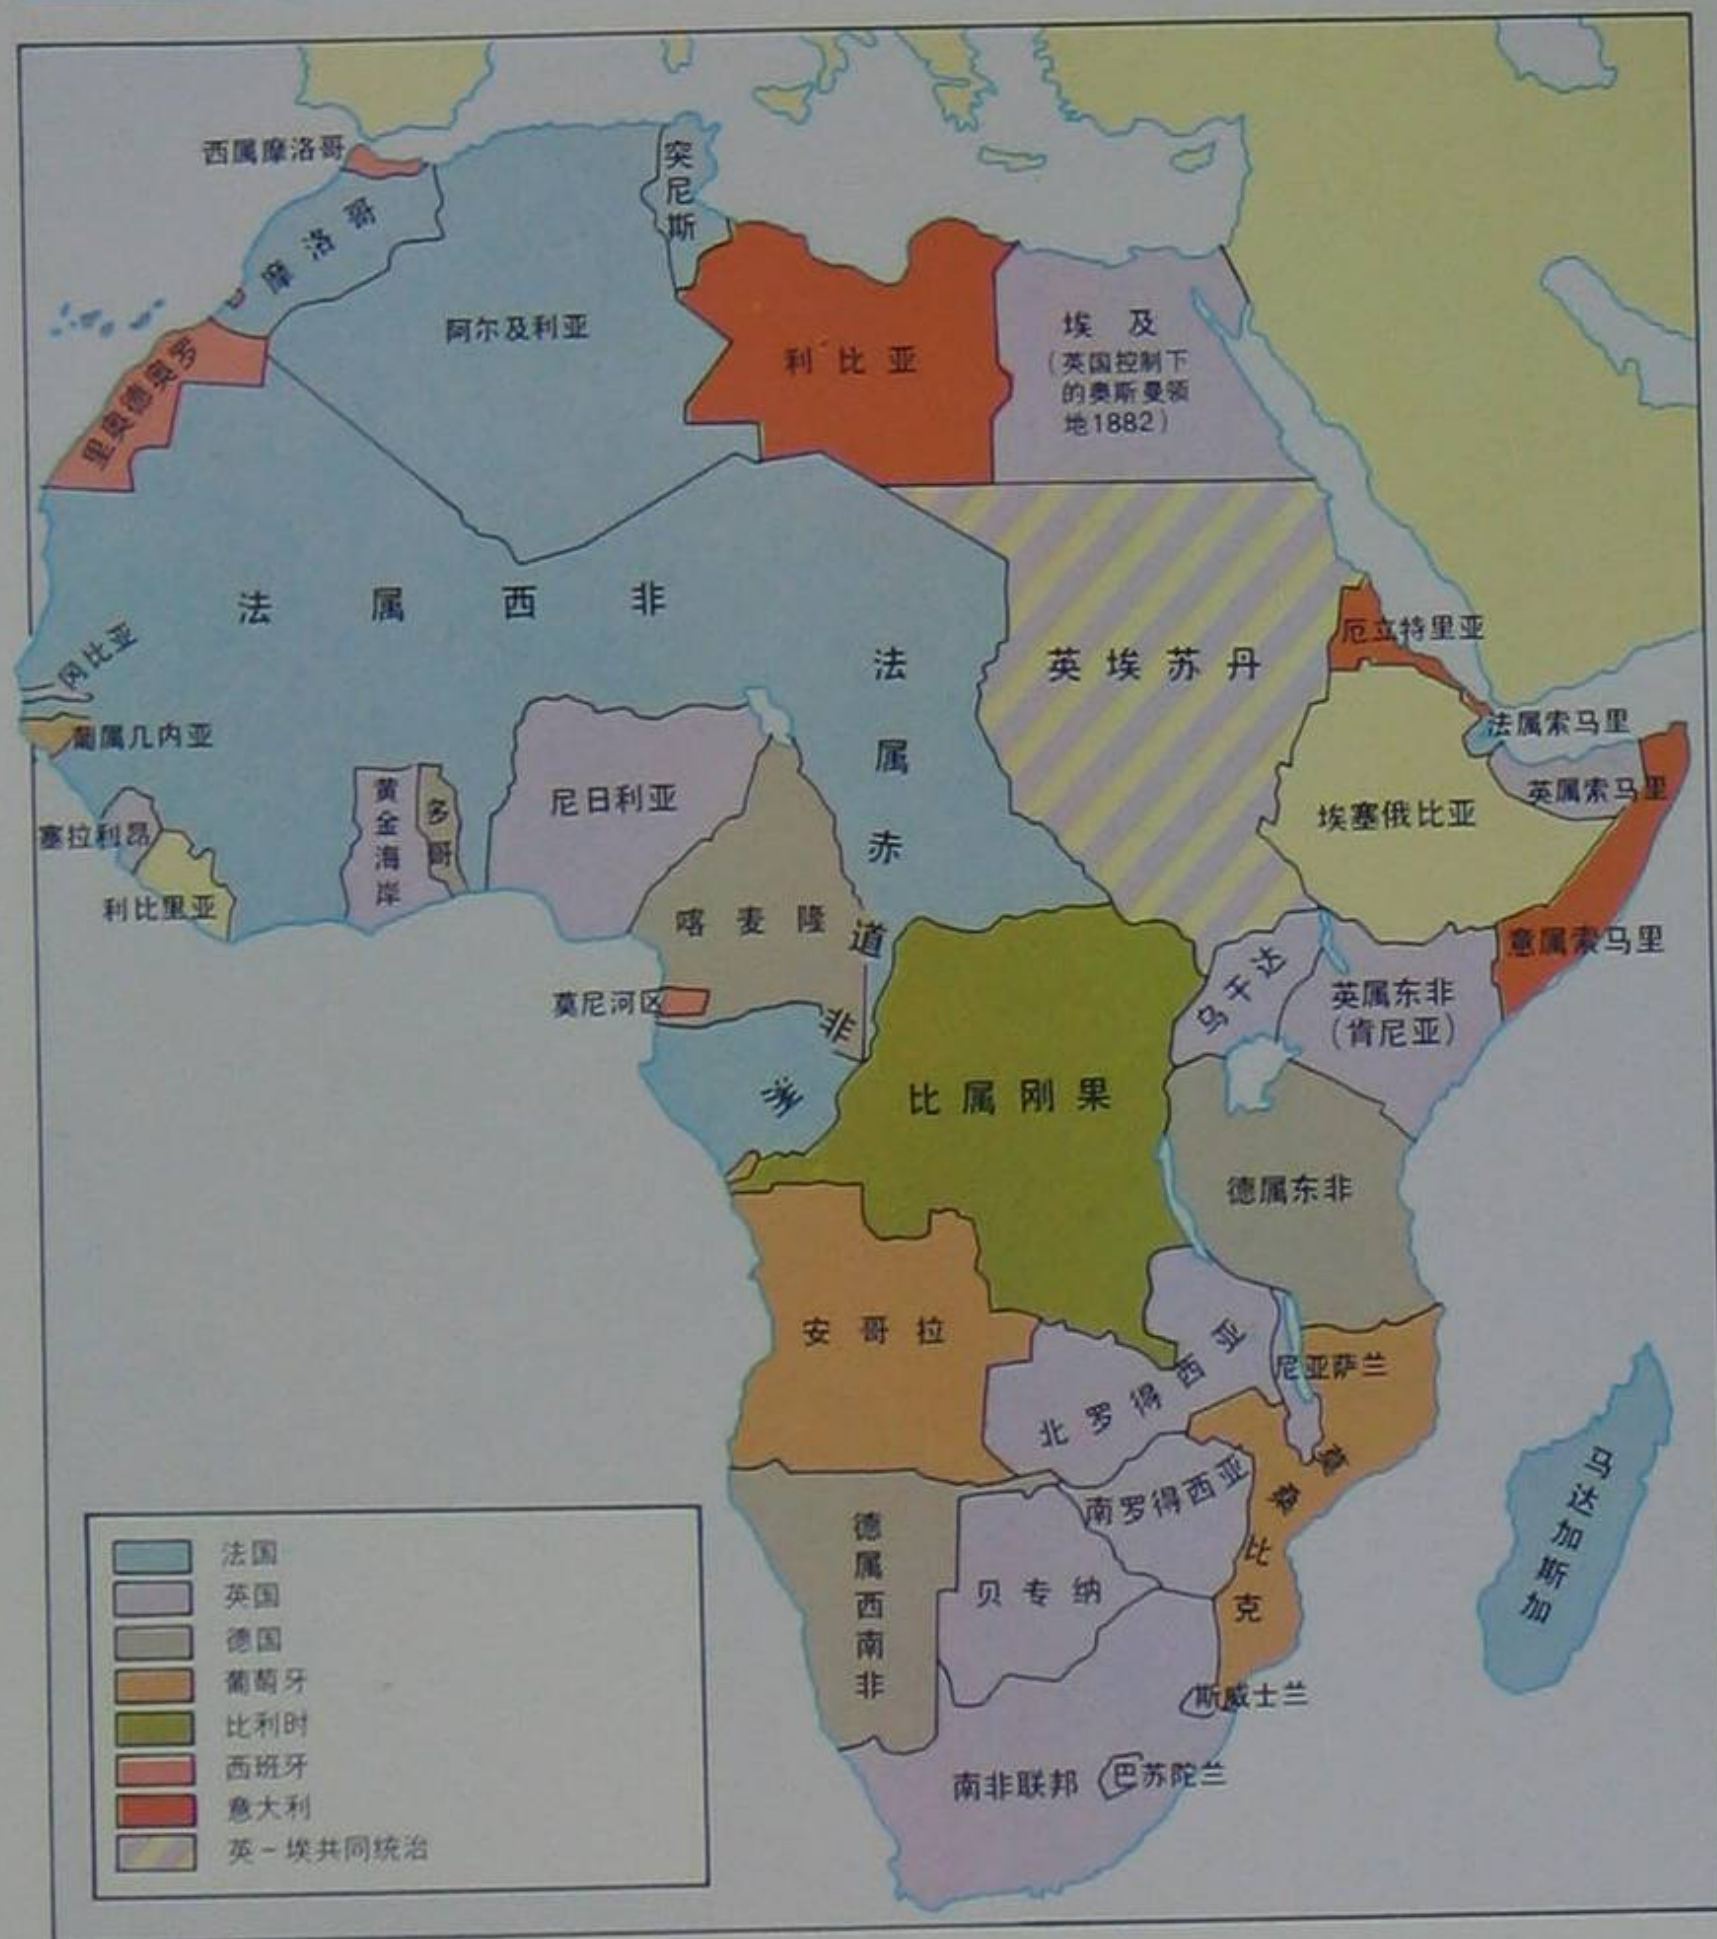 西属摩洛哥
突尼斯
摩洛哥
阿尔及利亚
利比亚
埃及
(英国控制下
的奥斯曼领
地1882)
里奥德奥罗
法属西非
冈比亚
葡属几内亚
塞拉利昂
利比里亚
黄金海岸
多哥
尼日利亚
喀麦隆
法属赤道非洲
莫尼河区
英埃苏丹
厄立特里亚
法属索马里
英属索马里
埃塞俄比亚
意属索马里
乌干达
英属东非
(肯尼亚)
比属刚果
德属东非
安哥拉
北罗得西亚
尼亚萨兰
南罗得西亚
莫桑比克
马达加斯加
德属西南非
贝专纳
斯威士兰
南非联邦
巴苏陀兰
法国
英国
德国
葡萄牙
比利时
西班牙
意大利
英-埃共同统治